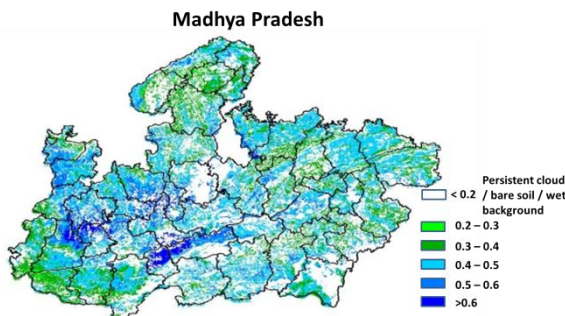 Madhya Pradesh
< 0.2 Persistent cloud
/ bare soil / wet
background
0.2 – 0.3
0.3 – 0.4
0.4 – 0.5
0.5 – 0.6
>0.6